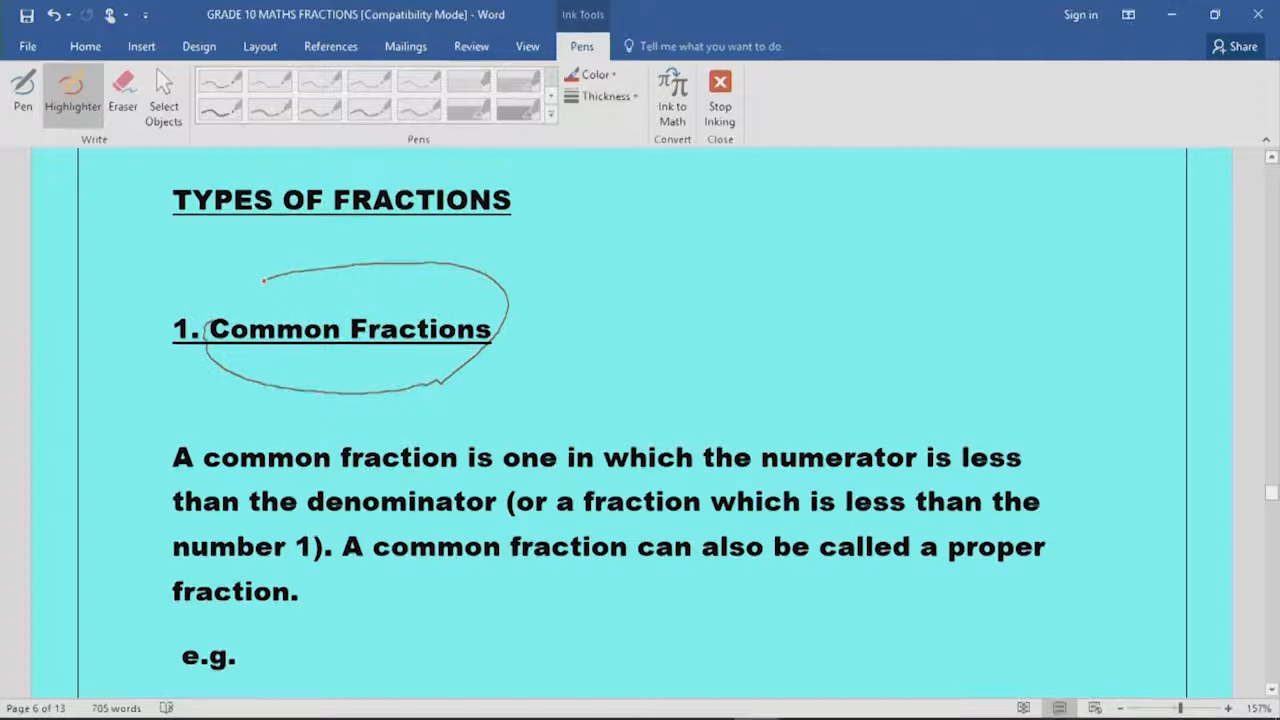 GRADE 10 MATHS FRACTIONS [Compatibility Mode] - Word
Ink Tools
Sign in
File Home Insert Design Layout References Mailings Review View Pens Tell me what you want to do
Share
Pen Highlighter Eraser Select Objects
Color
Thickness
Ink to Math
Stop Inking
Write Pens Convert Close
TYPES OF FRACTIONS
1. Common Fractions
A common fraction is one in which the numerator is less
than the denominator (or a fraction which is less than the
number 1). A common fraction can also be called a proper
fraction.
e.g.
Page 6 of 13 705 words 157%